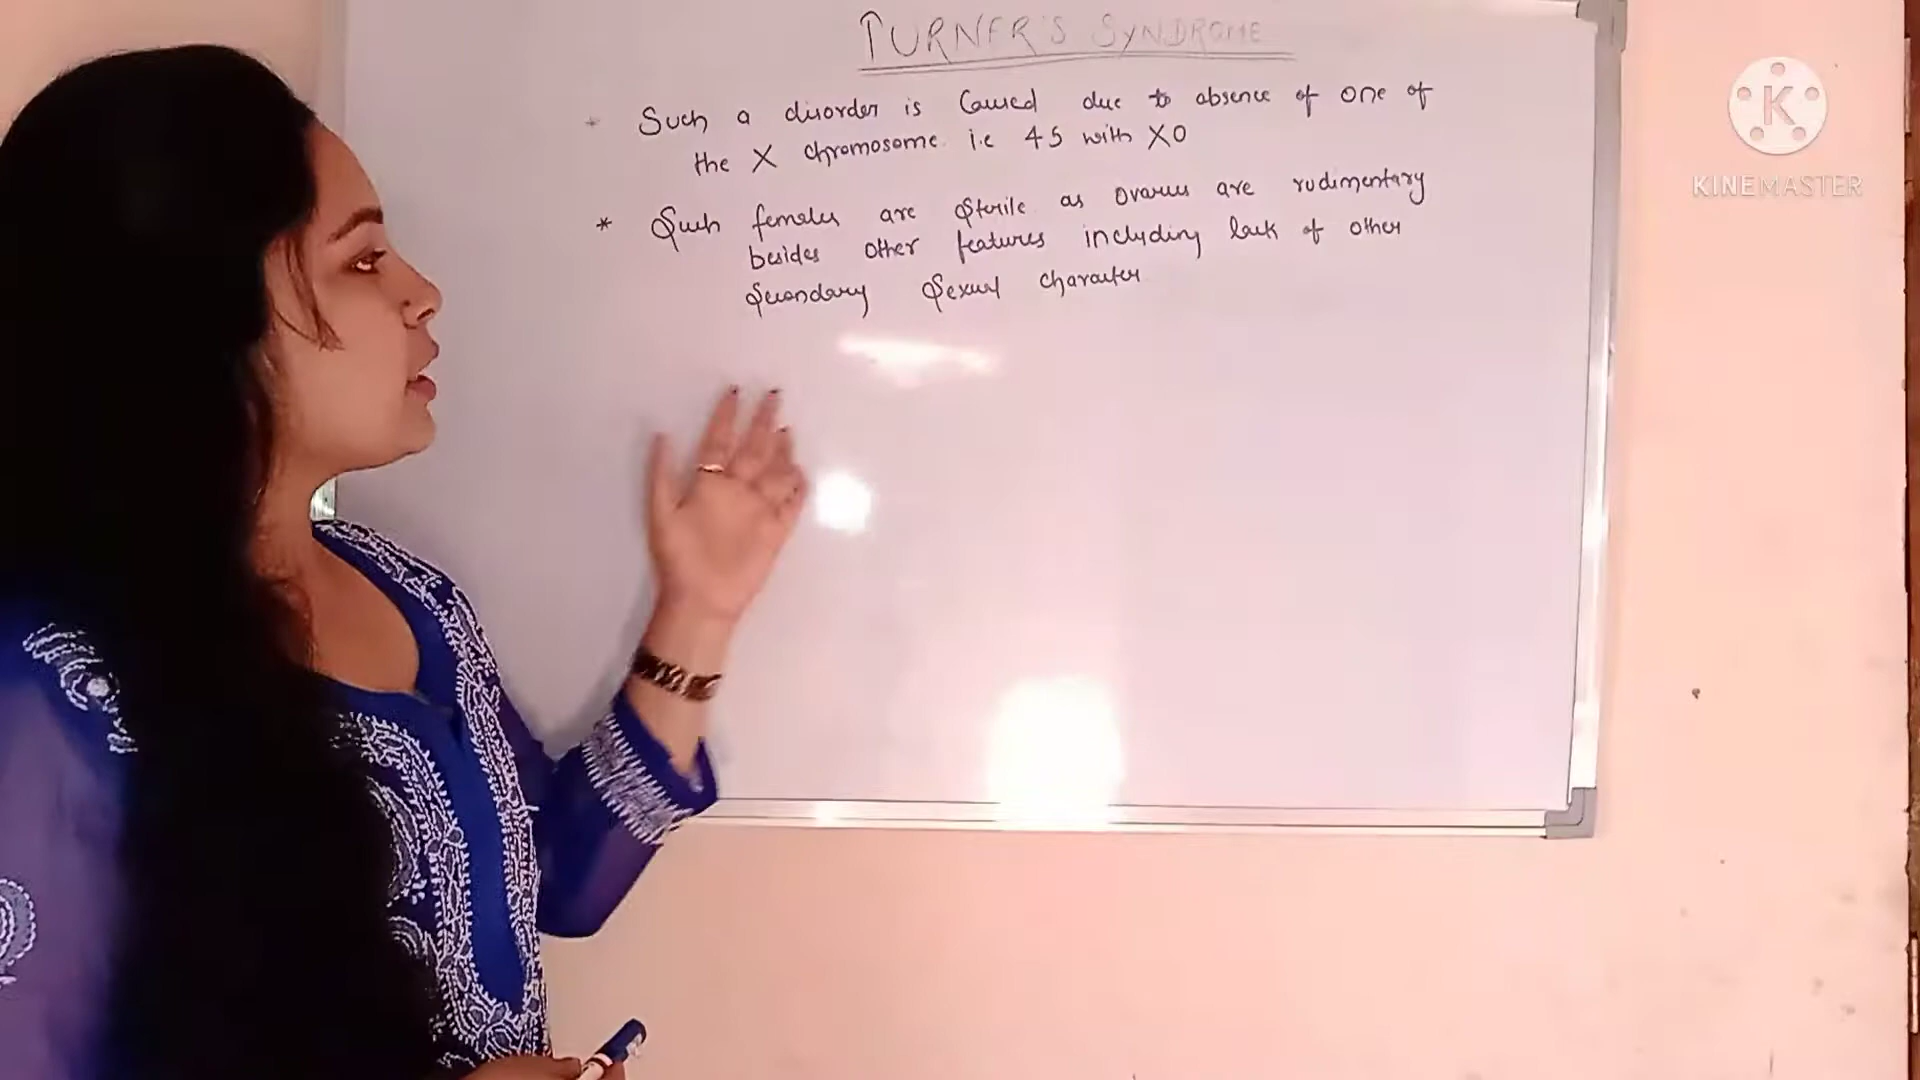 TURNER'S SYNDROME
* Such a disorder is Caused due to absence of one of
the X chromosome. i.e 45 with XO
* Such females are Sterile as ovaries are rudimentary
besides other features including lack of other
Secondary Sexual character
K
KINEMASTER